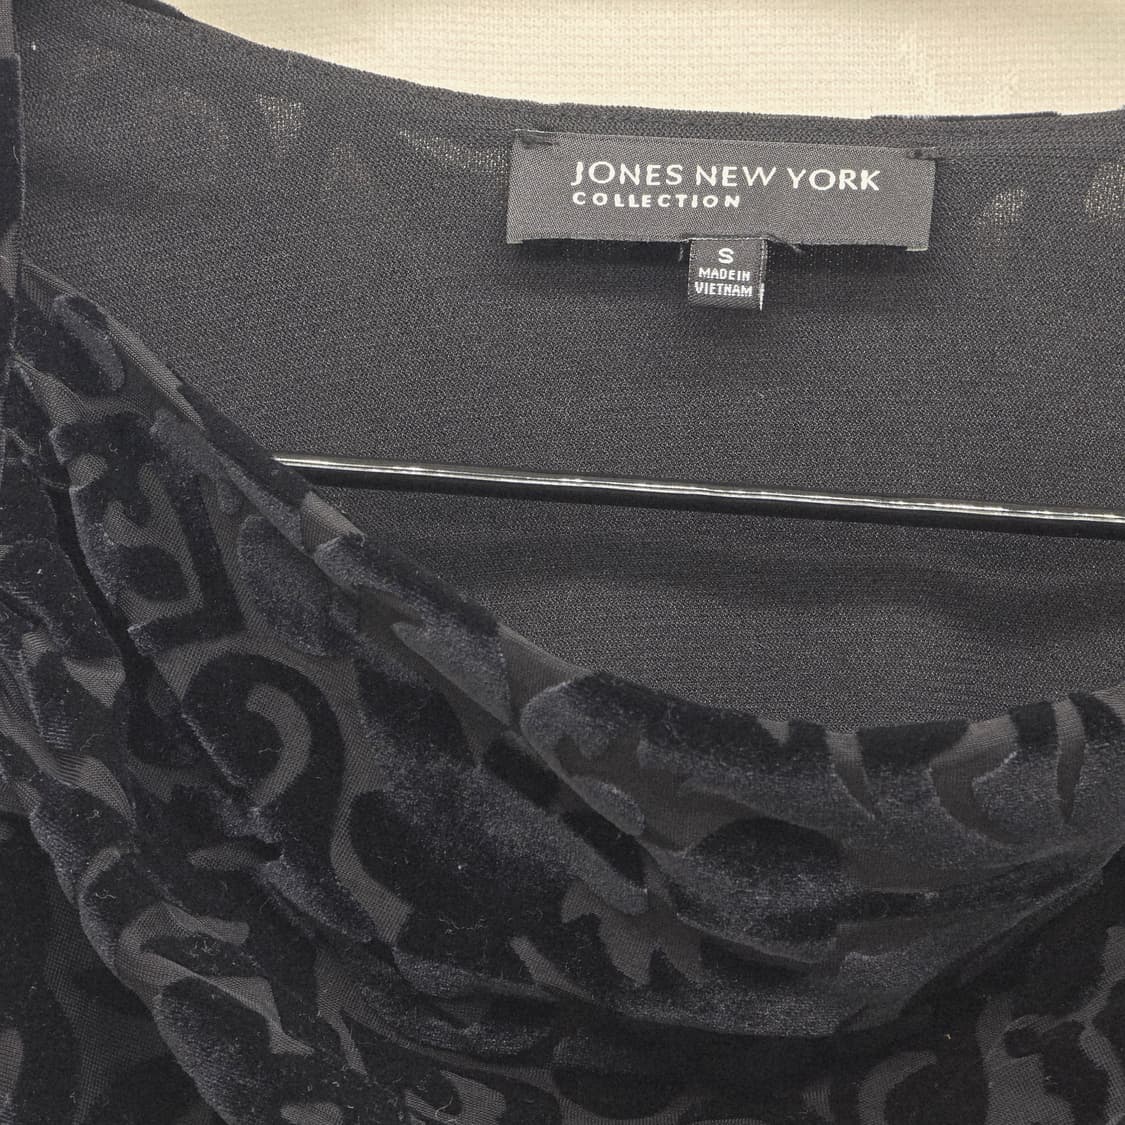 JONES NEW YORK
COLLECTION
S
MADE IN
VIETNAM